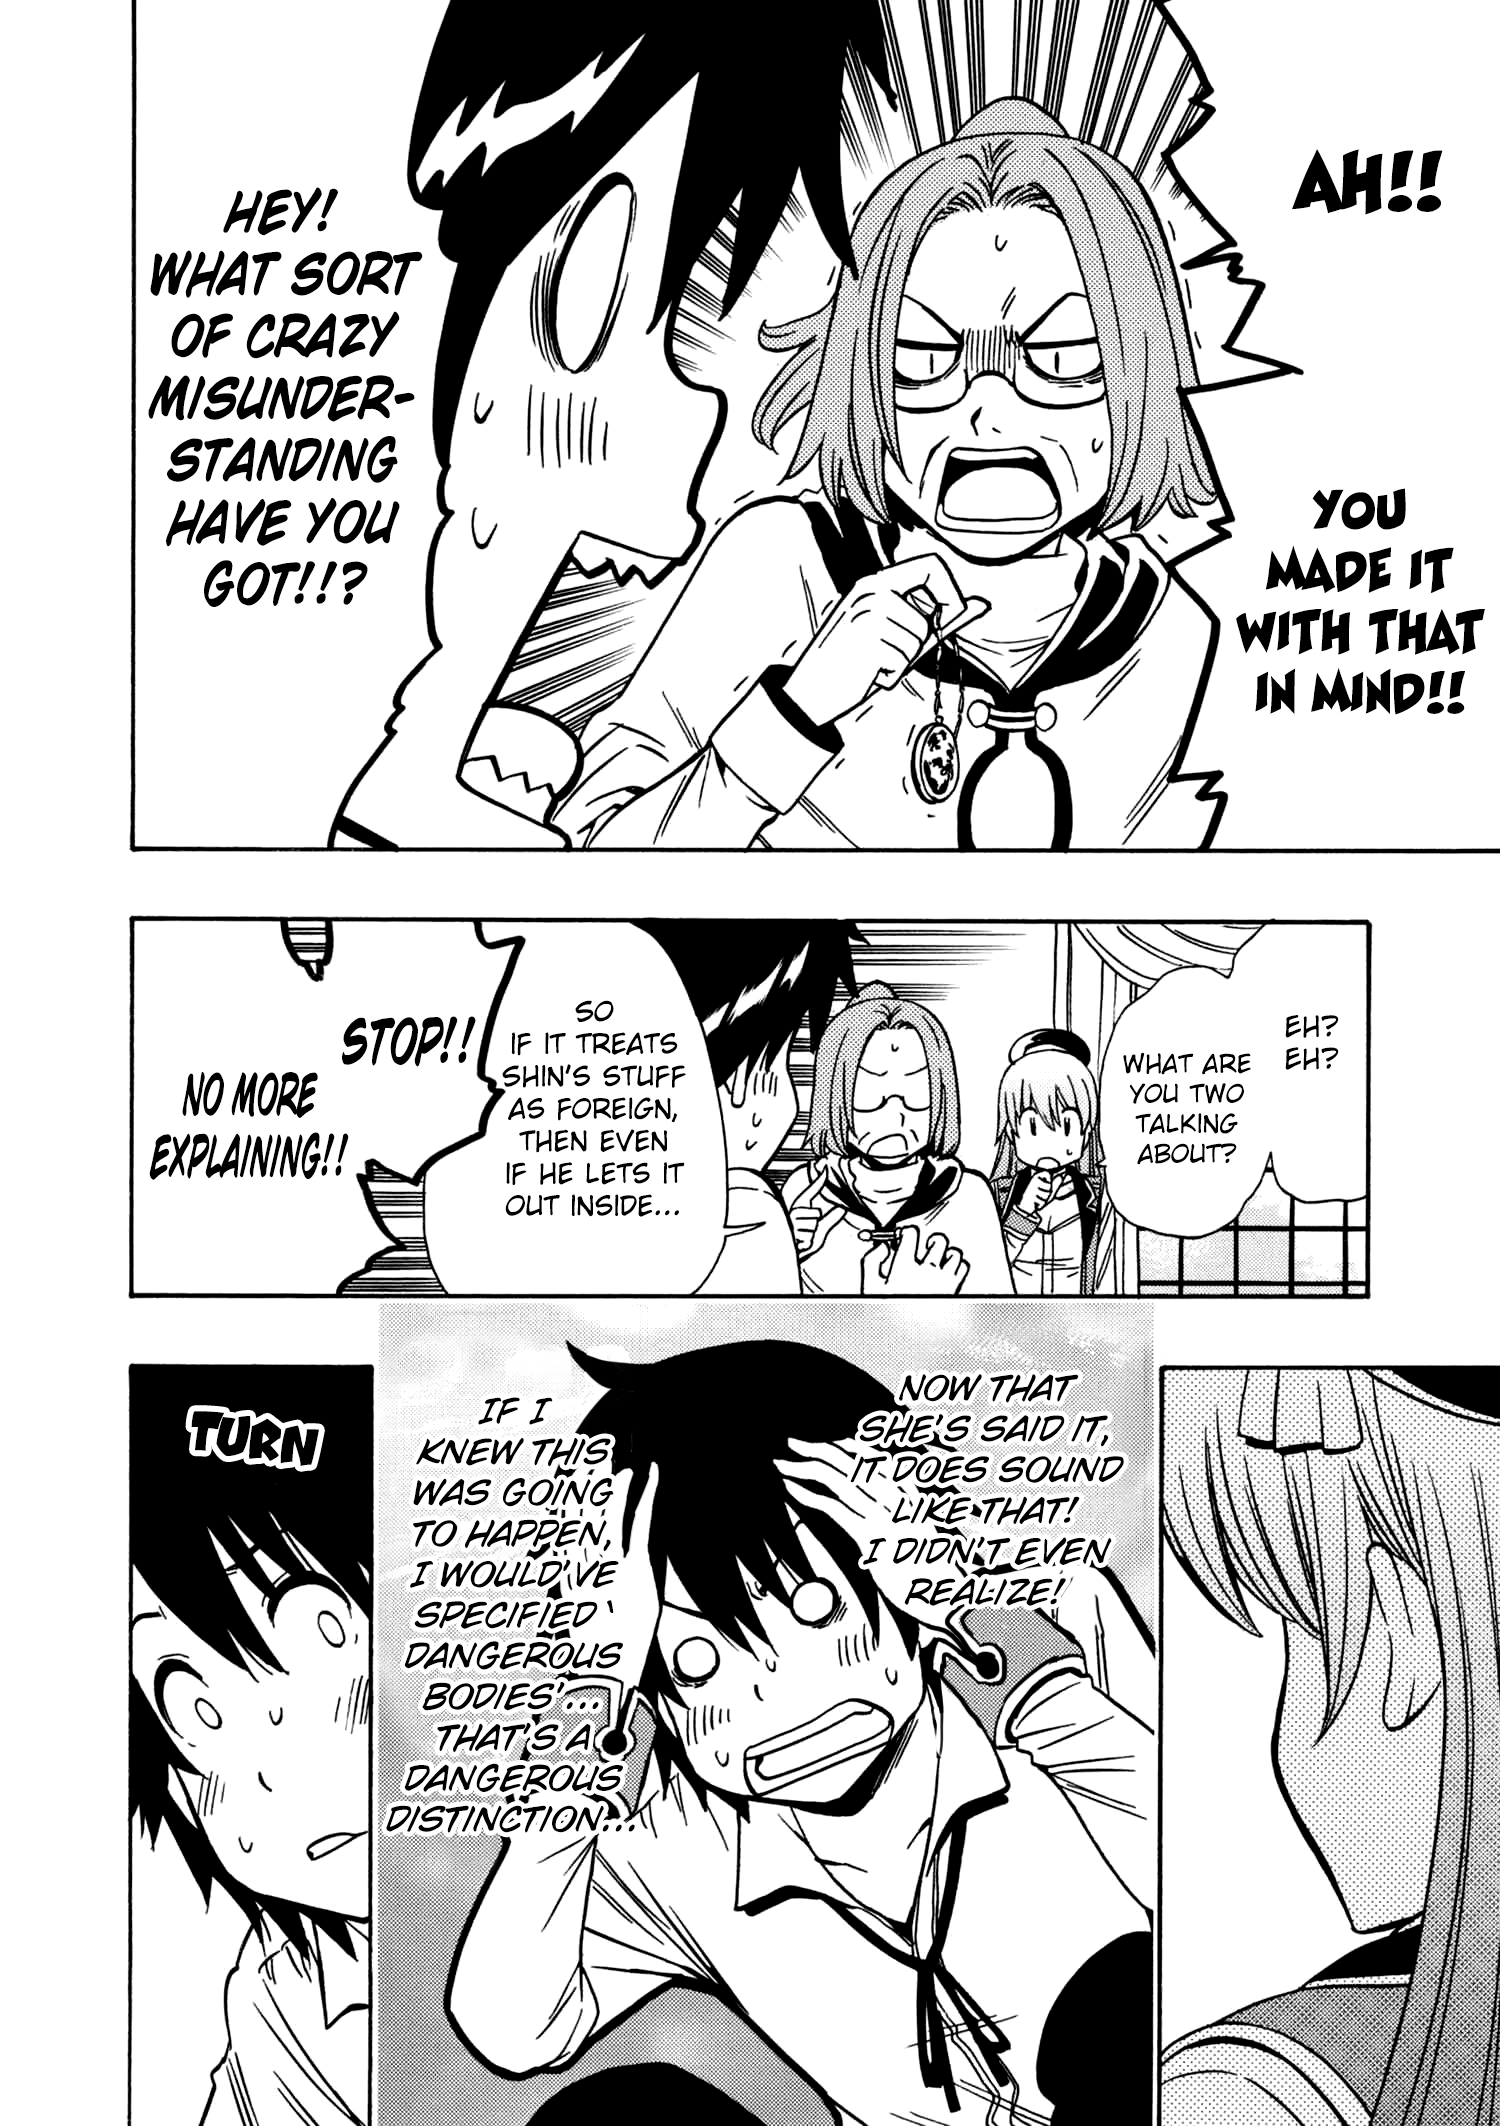 AH!!
YOU
MADE IT
WITH THAT
IN MIND!!
HEY!
WHAT SORT
OF CRAZY
MISUNDER-
STANDING
HAVE YOU
GOT!!?
EH?
EH?
WHAT ARE
YOU TWO
TALKING
ABOUT?
SO
IF IT TREATS
SHIN'S STUFF
AS FOREIGN,
THEN EVEN
IF HE LETS IT
OUT INSIDE...
STOP!!
NO MORE
EXPLAINING!!
NOW THAT
SHE'S SAID IT,
IT DOES SOUND
LIKE THAT!
I DIDN'T EVEN
REALIZE!
IF I
KNEW THIS
WAS GOING
TO HAPPEN,
I WOULD'VE
SPECIFIED '
DANGEROUS
BODIES'...
THAT'S A
DANGEROUS
DISTINCTION...
TURN